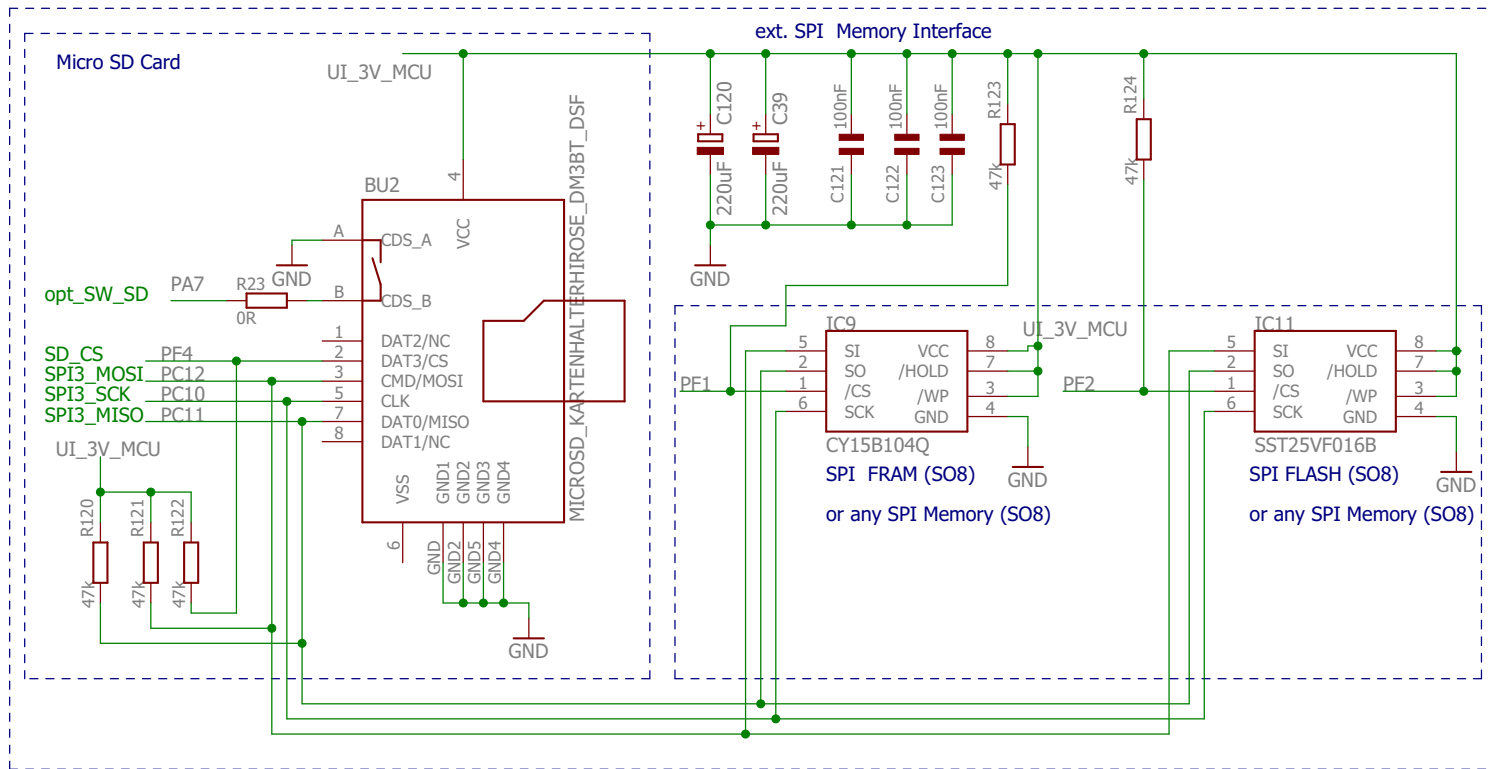 ext. SPI Memory Interface
Micro SD Card
UI_3V_MCU
BU2
4
VCC
MICROSD_KARTENHALTERHIROSE_DM3BT_DSF
A
CDS_A
GND
B
CDS_B
opt_SW_SD
PA7
R23
0R
1
DAT2/NC
SD_CS
PF4
2
DAT3/CS
SPI3_MOSI
PC12
3
CMD/MOSI
SPI3_SCK
PC10
5
CLK
SPI3_MISO
PC11
7
DAT0/MISO
8
DAT1/NC
UI_3V_MCU
R120
47k
R121
47k
R122
47k
VSS
6
GND1
GND2
GND3
GND4
GND
GND2
GND5
GND4
GND
+
C120
220uF
+
C39
220uF
100nF
C121
100nF
C122
100nF
C123
GND
R123
47k
R124
47k
IC9
UI_3V_MCU
PF1
5
SI
2
SO
1
/CS
6
SCK
VCC
8
/HOLD
7
/WP
3
GND
4
CY15B104Q
GND
SPI FRAM (SO8)
or any SPI Memory (SO8)
IC11
PF2
5
SI
2
SO
1
/CS
6
SCK
VCC
8
/HOLD
7
/WP
3
GND
4
SST25VF016B
GND
SPI FLASH (SO8)
or any SPI Memory (SO8)